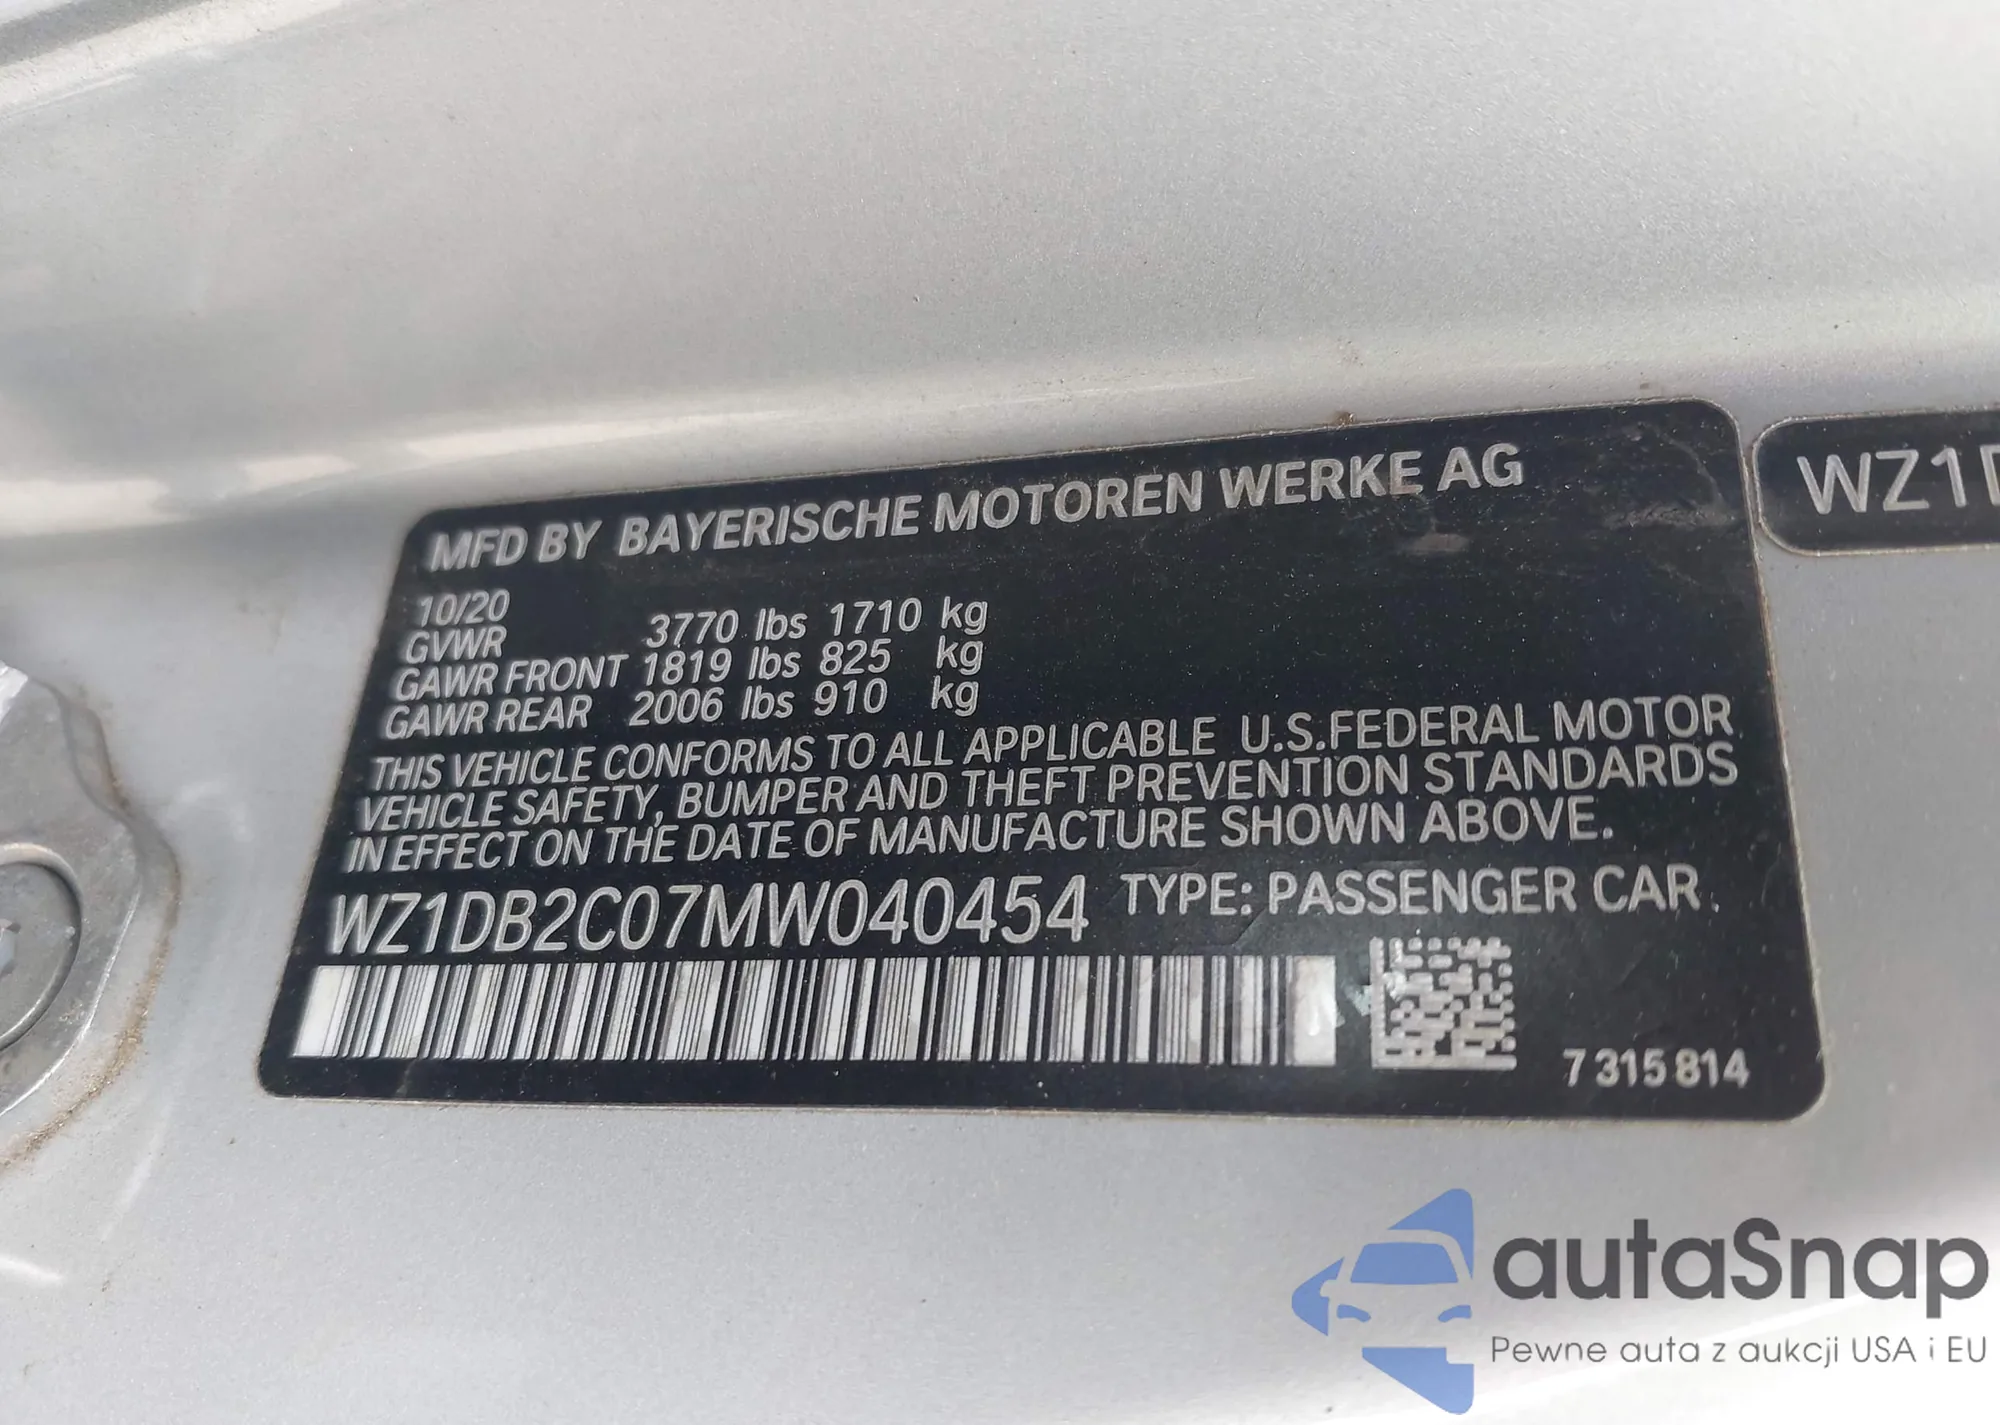 MFD BY BAYERISCHE MOTOREN WERKE AG
10/20
GVWR 3770 lbs 1710 kg
GAWR FRONT 1819 lbs 825 kg
GAWR REAR 2006 lbs 910 kg
THIS VEHICLE CONFORMS TO ALL APPLICABLE U.S.FEDERAL MOTOR
VEHICLE SAFETY, BUMPER AND THEFT PREVENTION STANDARDS
IN EFFECT ON THE DATE OF MANUFACTURE SHOWN ABOVE.
WZ1DB2C07MW040454 TYPE: PASSENGER CAR
7 315 814
WZ1D
autaSnap
Pewne auta z aukcji USA i EU